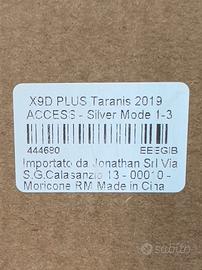 X9D PLUS Taranis 2019
ACCESS - Silver Mode 1-3
444680 EEEGIB
Importato da Jonathan Srl Via
S.G.Calasanzio 13 - 00010 -
Moricone RM Made in Cina
subito